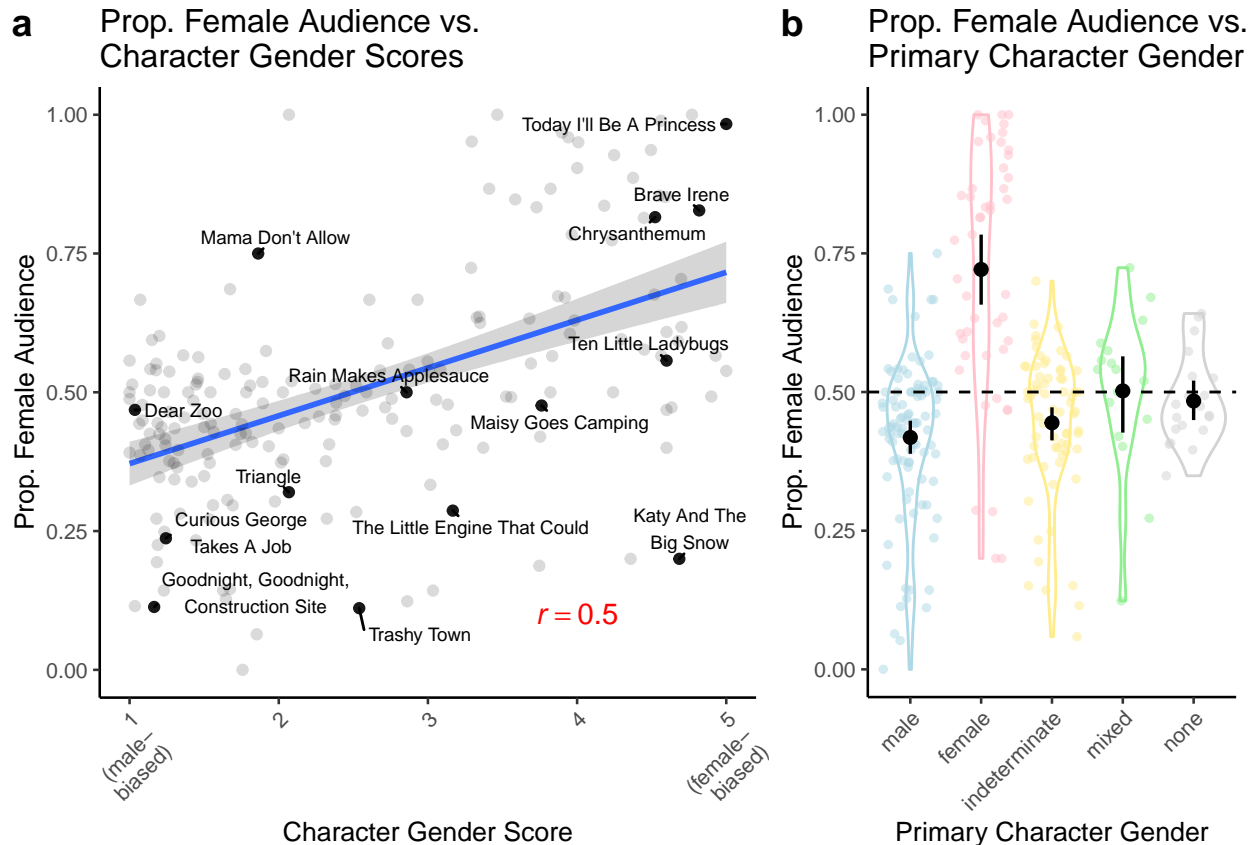 a
Prop. Female Audience vs.
Character Gender Scores
Prop. Female Audience
1.00
0.75
0.50
0.25
0.00
Today I'll Be A Princess
Brave Irene
Chrysanthemum
Mama Don't Allow
Ten Little Ladybugs
Rain Makes Applesauce
Dear Zoo
Maisy Goes Camping
Triangle
Curious George
Takes A Job
The Little Engine That Could
Katy And The
Big Snow
Goodnight, Goodnight,
Construction Site
Trashy Town
r = 0.5
1
(male–
biased)
2
3
4
5
(female–
biased)
Character Gender Score
b
Prop. Female Audience vs.
Primary Character Gender
Prop. Female Audience
1.00
0.75
0.50
0.25
0.00
male
female
indeterminate
mixed
none
Primary Character Gender